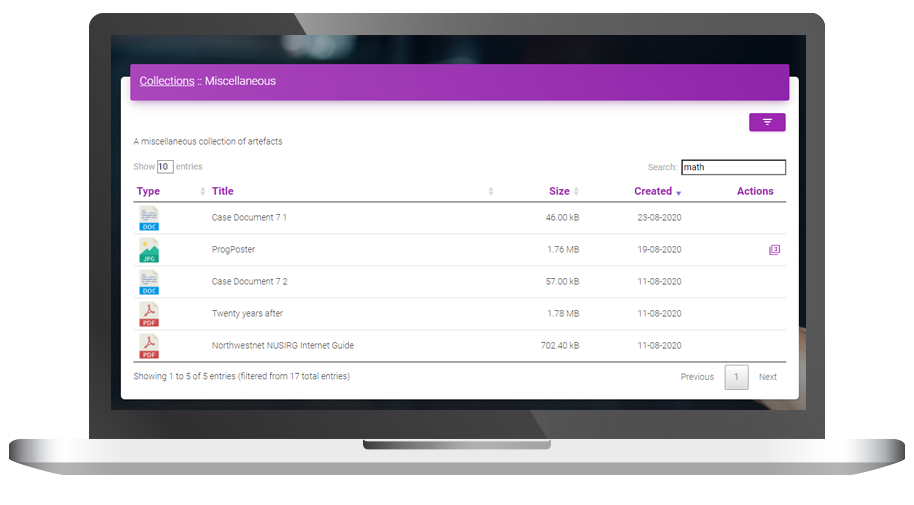 Collections :: Miscellaneous
A miscellaneous collection of artefacts
Show 10 entries Search: math
Type Title Size Created Actions
DOC Case Document 7 1 46.00 kB 23-08-2020
JPG ProgPoster 1.76 MB 19-08-2020 3
DOC Case Document 7 2 57.00 kB 11-08-2020
PDF Twenty years after 1.78 MB 11-08-2020
PDF Northwestnet NUSIRG Internet Guide 702.40 kB 11-08-2020
Showing 1 to 5 of 5 entries (filtered from 17 total entries) Previous 1 Next